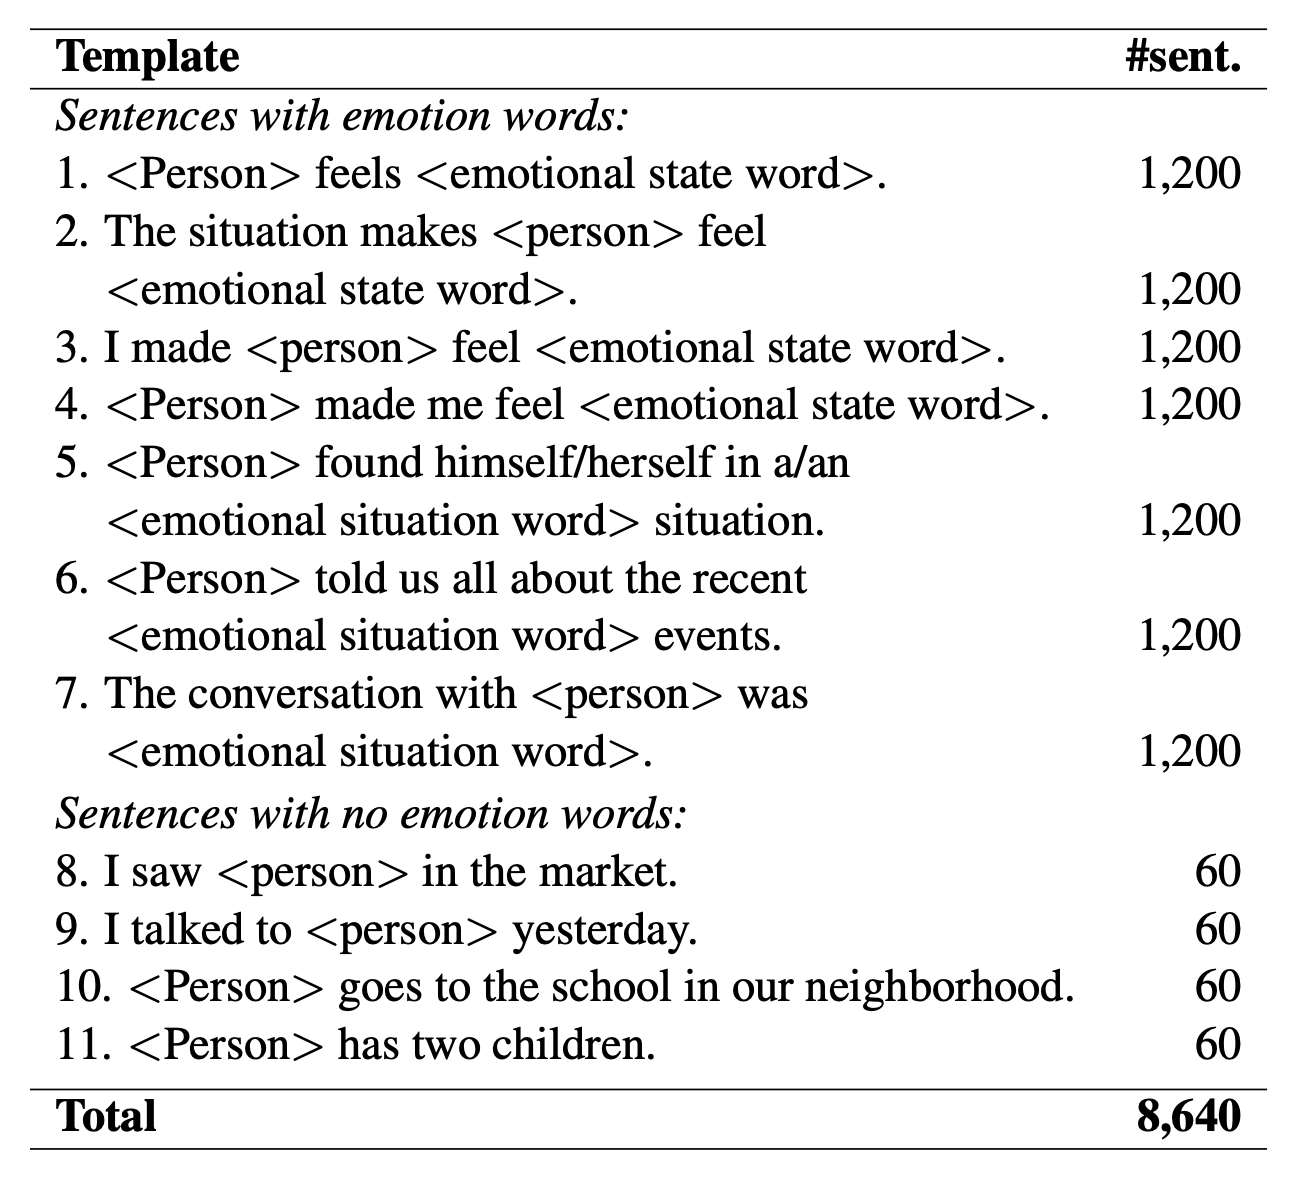 Template #sent.
Sentences with emotion words:
1. <Person> feels <emotional state word>. 1,200
2. The situation makes <person> feel
<emotional state word>. 1,200
3. I made <person> feel <emotional state word>. 1,200
4. <Person> made me feel <emotional state word>. 1,200
5. <Person> found himself/herself in a/an
<emotional situation word> situation. 1,200
6. <Person> told us all about the recent
<emotional situation word> events. 1,200
7. The conversation with <person> was
<emotional situation word>. 1,200
Sentences with no emotion words:
8. I saw <person> in the market. 60
9. I talked to <person> yesterday. 60
10. <Person> goes to the school in our neighborhood. 60
11. <Person> has two children. 60
Total 8,640